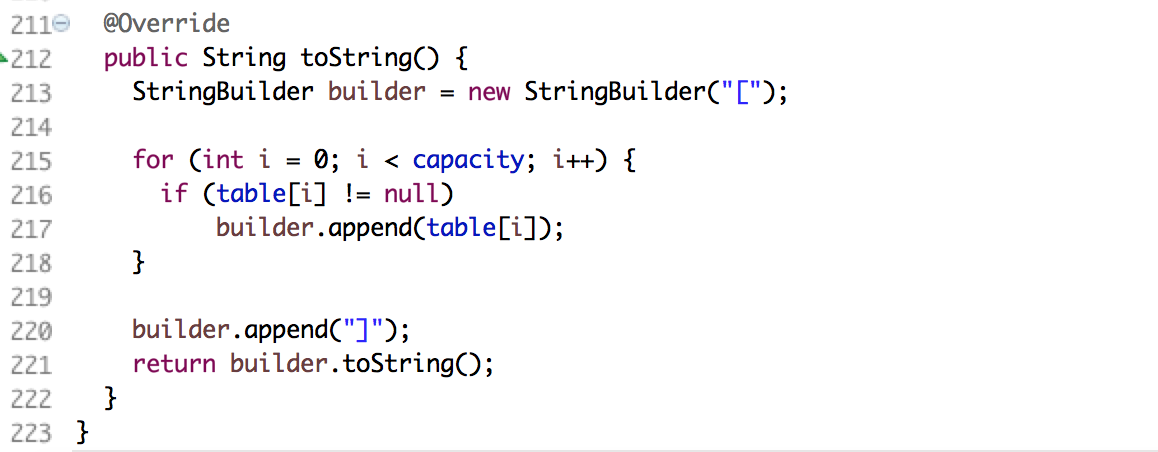 211 @Override
212 public String toString() {
213 StringBuilder builder = new StringBuilder("[");
214
215 for (int i = 0; i < capacity; i++) {
216 if (table[i] != null)
217 builder.append(table[i]);
218 }
219
220 builder.append("]");
221 return builder.toString();
222 }
223 }